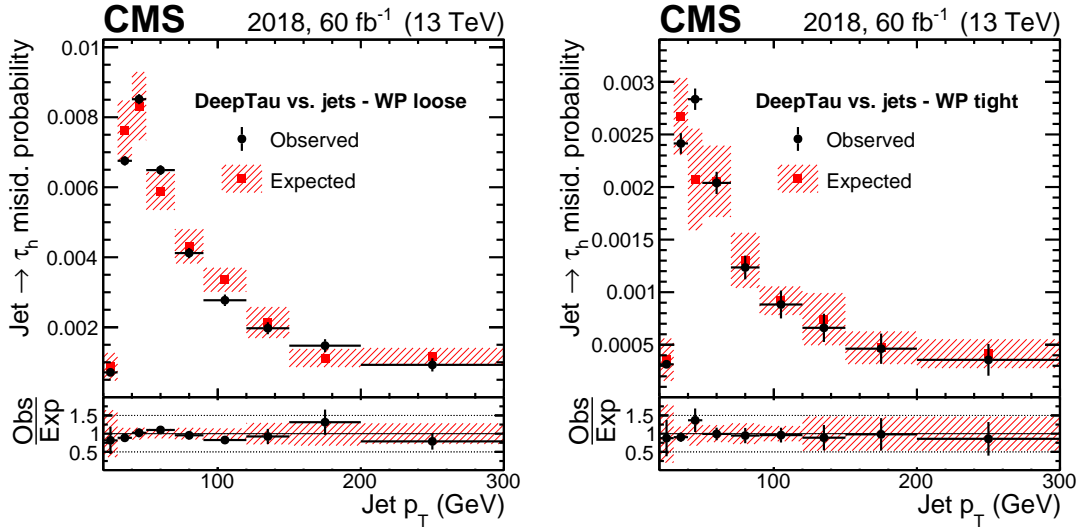 CMS 2018, 60 fb⁻¹ (13 TeV)
Jet → τh misid. probability
0.01
0.008
0.006
0.004
0.002
DeepTau vs. jets - WP loose
Observed
Expected
Obs
Exp
1.5
1
0.5
100 200 300
Jet pT (GeV)
CMS 2018, 60 fb⁻¹ (13 TeV)
Jet → τh misid. probability
0.003
0.0025
0.002
0.0015
0.001
0.0005
DeepTau vs. jets - WP tight
Observed
Expected
Obs
Exp
1.5
1
0.5
100 200 300
Jet pT (GeV)